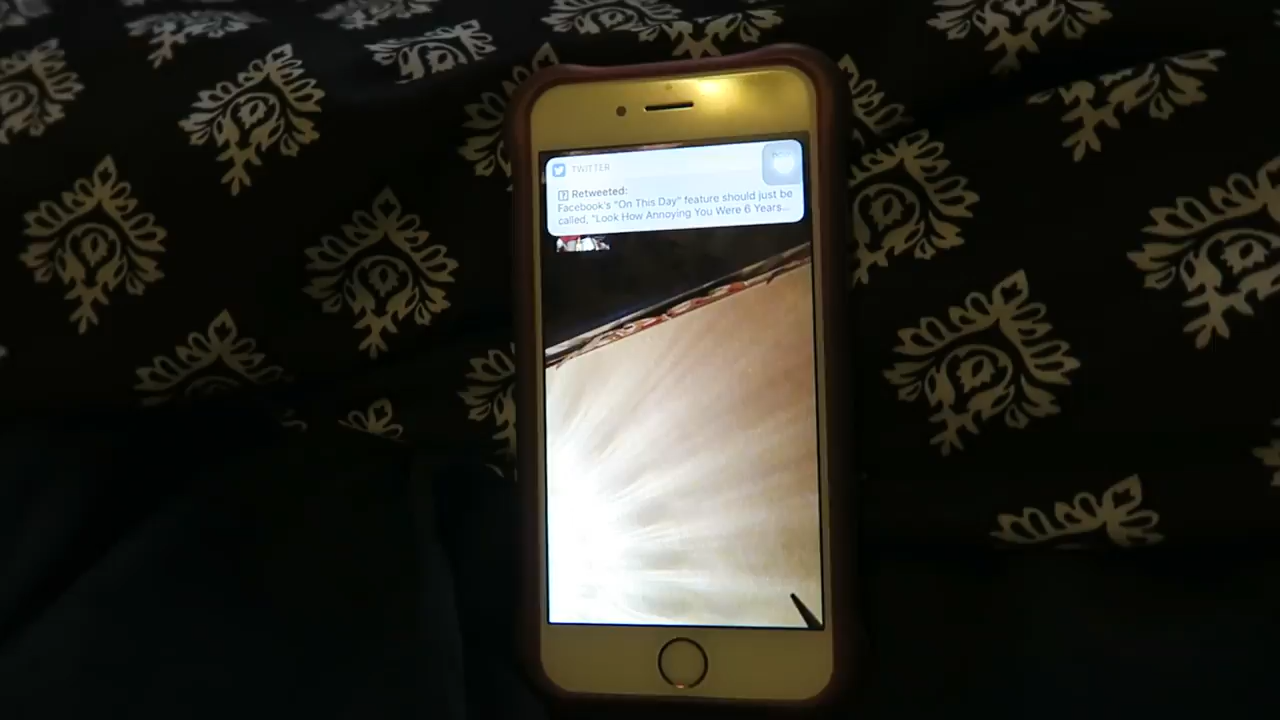 TWITTER
⍰ Retweeted:
Facebook's "On This Day" feature should just be
called, "Look How Annoying You Were 6 Years...